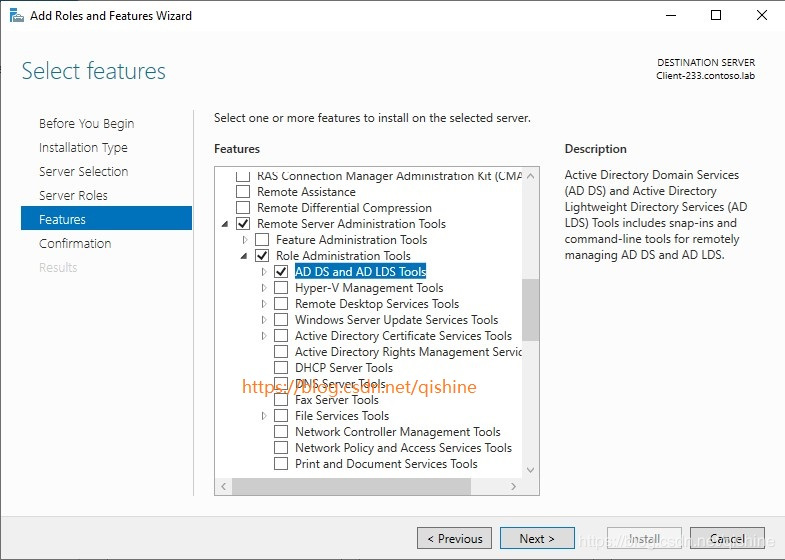 Add Roles and Features Wizard
Select features
DESTINATION SERVER
Client-233.contoso.lab
Before You Begin
Installation Type
Server Selection
Server Roles
Features
Confirmation
Results
Select one or more features to install on the selected server.
Features
RAS Connection Manager Administration Kit (CMA
Remote Assistance
Remote Differential Compression
Remote Server Administration Tools
Feature Administration Tools
Role Administration Tools
AD DS and AD LDS Tools
Hyper-V Management Tools
Remote Desktop Services Tools
Windows Server Update Services Tools
Active Directory Certificate Services Tools
Active Directory Rights Management Servic
DHCP Server Tools
DNS Server Tools
https://blog.csdn.net/qishine
Fax Server Tools
File Services Tools
Network Controller Management Tools
Network Policy and Access Services Tools
Print and Document Services Tools
Description
Active Directory Domain Services
(AD DS) and Active Directory
Lightweight Directory Services (AD
LDS) Tools includes snap-ins and
command-line tools for remotely
managing AD DS and AD LDS.
< Previous
Next >
Install
Cancel
https://blog.csdn.net/qishine